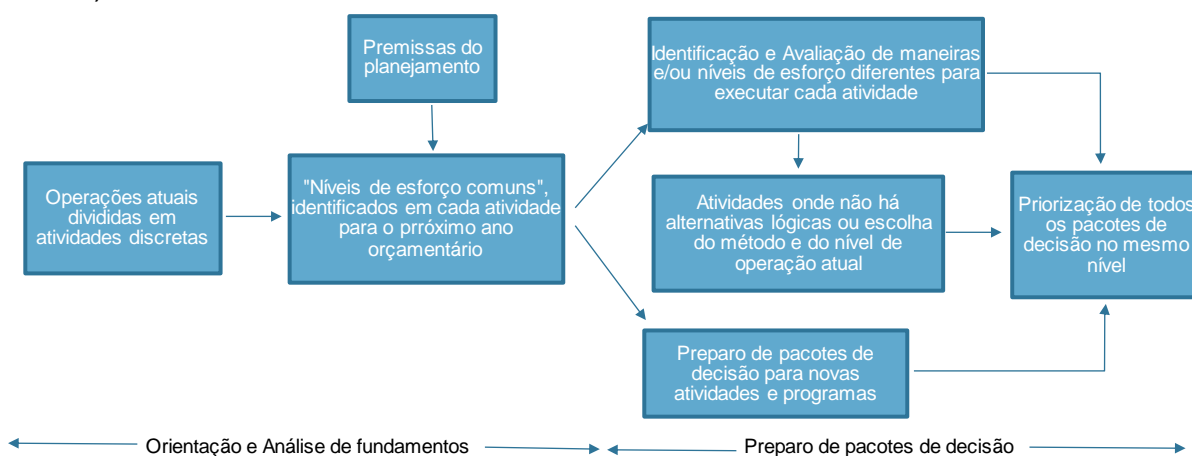 Premissas do
planejamento
Identificação e Avaliação de maneiras
e/ou níveis de esforço diferentes para
executar cada atividade
Operações atuais
divididas em
atividades discretas
"Níveis de esforço comuns",
identificados em cada atividade
para o prróximo ano
orçamentário
Atividades onde não há
alternativas lógicas ou escolha
do método e do nível de
operação atual
Priorização de todos
os pacotes de
decisão no mesmo
nível
Preparo de pacotes de
decisão para novas
atividades e programas
Orientação e Análise de fundamentos
Preparo de pacotes de decisão